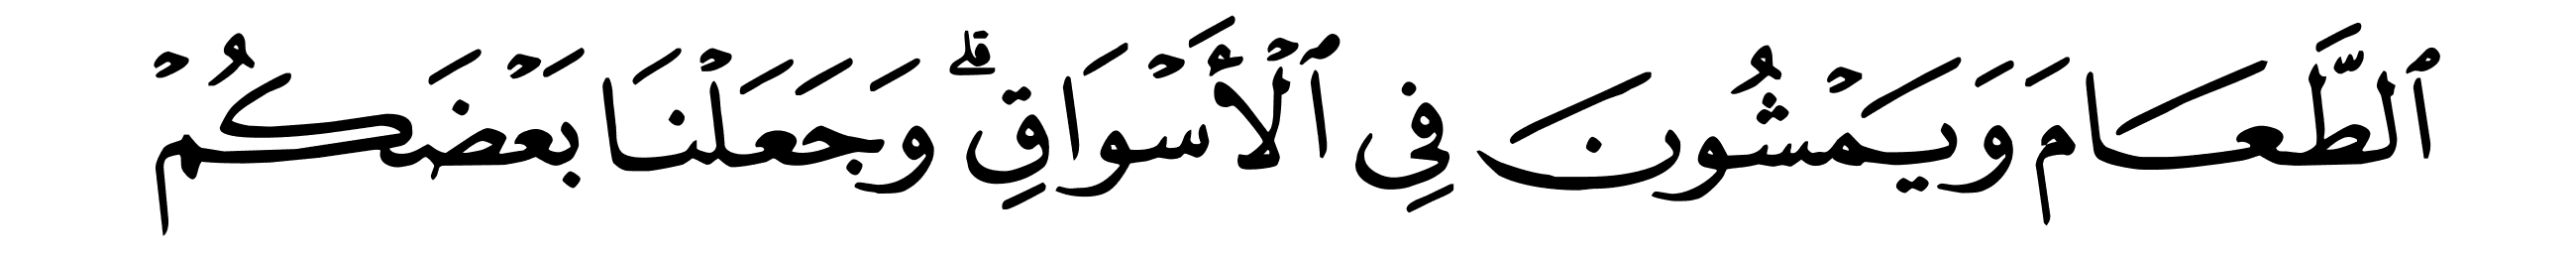 ٱلطَّعَامَ وَيَمۡشُونَ فِي ٱلۡأَسۡوَاقِۗ وَجَعَلۡنَا بَعۡضَكُمۡ